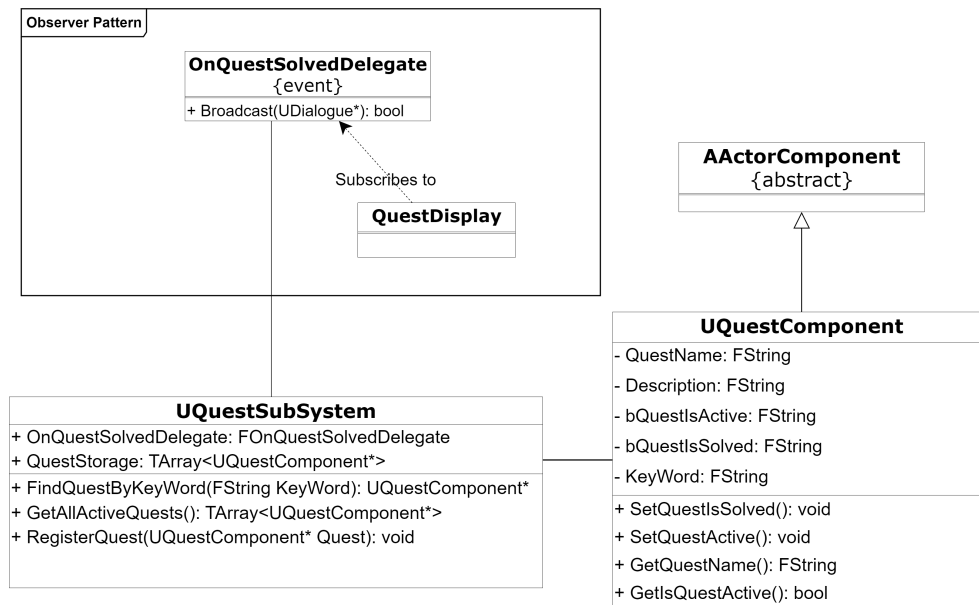 Observer Pattern
OnQuestSolvedDelegate
{event}
+ Broadcast(UDialogue*): bool
Subscribes to
QuestDisplay
AActorComponent
{abstract}
UQuestComponent
- QuestName: FString
- Description: FString
- bQuestIsActive: FString
- bQuestIsSolved: FString
- KeyWord: FString
+ SetQuestIsSolved(): void
+ SetQuestActive(): void
+ GetQuestName(): FString
+ GetIsQuestActive(): bool
UQuestSubSystem
+ OnQuestSolvedDelegate: FOnQuestSolvedDelegate
+ QuestStorage: TArray<UQuestComponent*>
+ FindQuestByKeyWord(FString KeyWord): UQuestComponent*
+ GetAllActiveQuests(): TArray<UQuestComponent*>
+ RegisterQuest(UQuestComponent* Quest): void